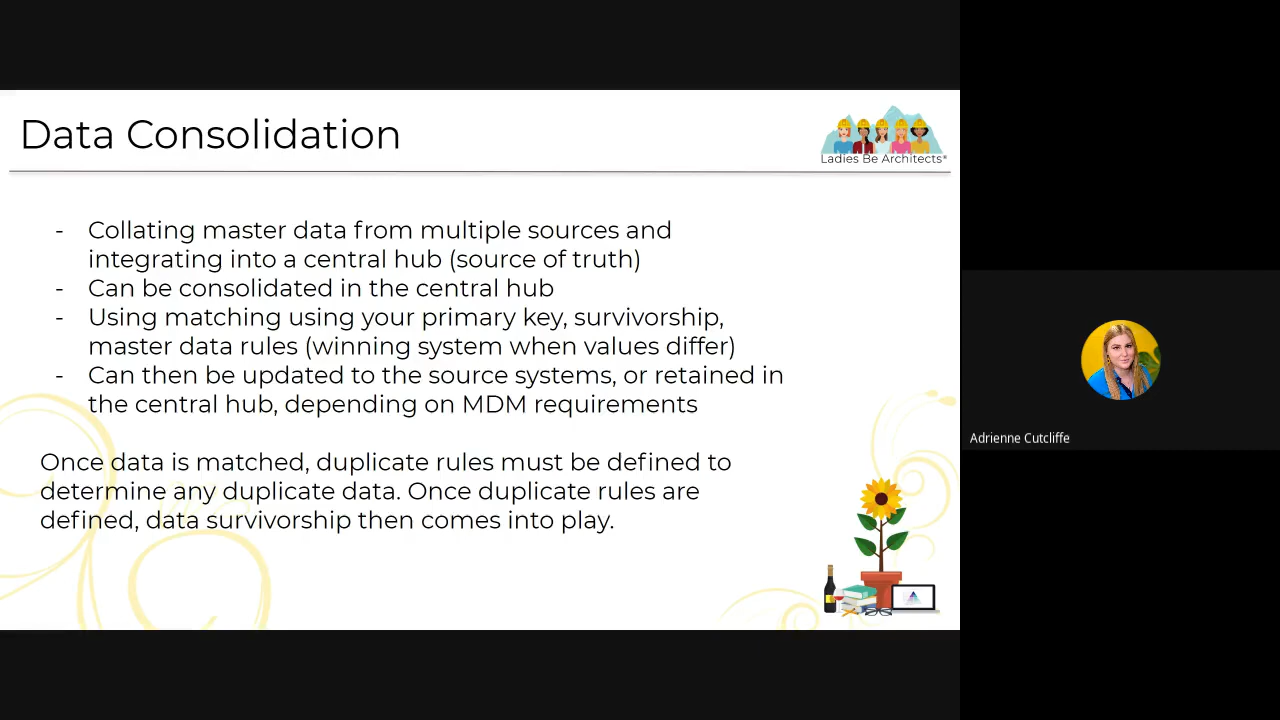 Data Consolidation
Ladies Be Architects®
- Collating master data from multiple sources and
integrating into a central hub (source of truth)
- Can be consolidated in the central hub
- Using matching using your primary key, survivorship,
master data rules (winning system when values differ)
- Can then be updated to the source systems, or retained in
the central hub, depending on MDM requirements
Once data is matched, duplicate rules must be defined to
determine any duplicate data. Once duplicate rules are
defined, data survivorship then comes into play.
Adrienne Cutcliffe